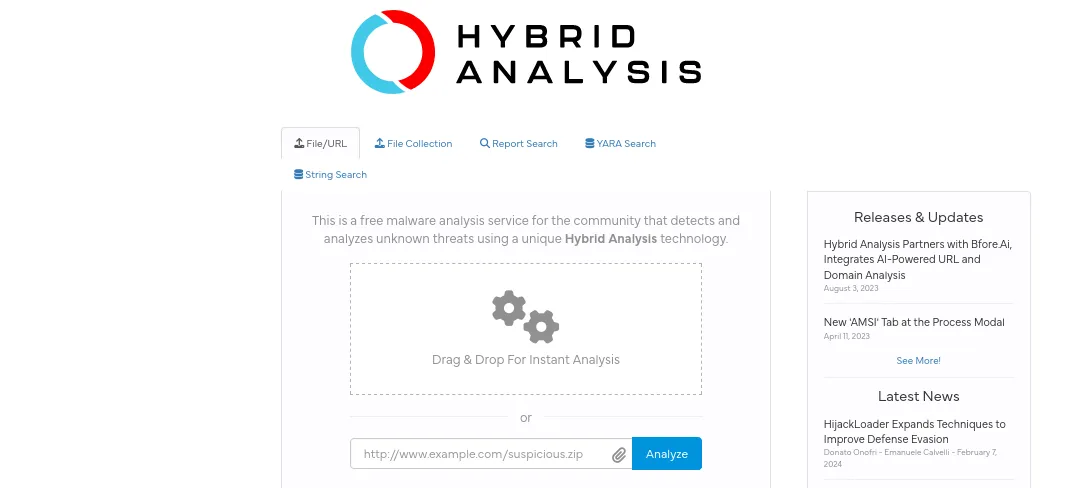 HYBRID
ANALYSIS
File/URL
File Collection
Report Search
YARA Search
String Search
This is a free malware analysis service for the community that detects and
analyzes unknown threats using a unique Hybrid Analysis technology.
Drag & Drop For Instant Analysis
or
http://www.example.com/suspicious.zip
Analyze
Releases & Updates
Hybrid Analysis Partners with Bfore.Ai,
Integrates AI-Powered URL and
Domain Analysis
August 3, 2023
New 'AMSI' Tab at the Process Modal
April 11, 2023
See More!
Latest News
HijackLoader Expands Techniques to
Improve Defense Evasion
Donato Onofri - Emanuele Calvelli - February 7,
2024